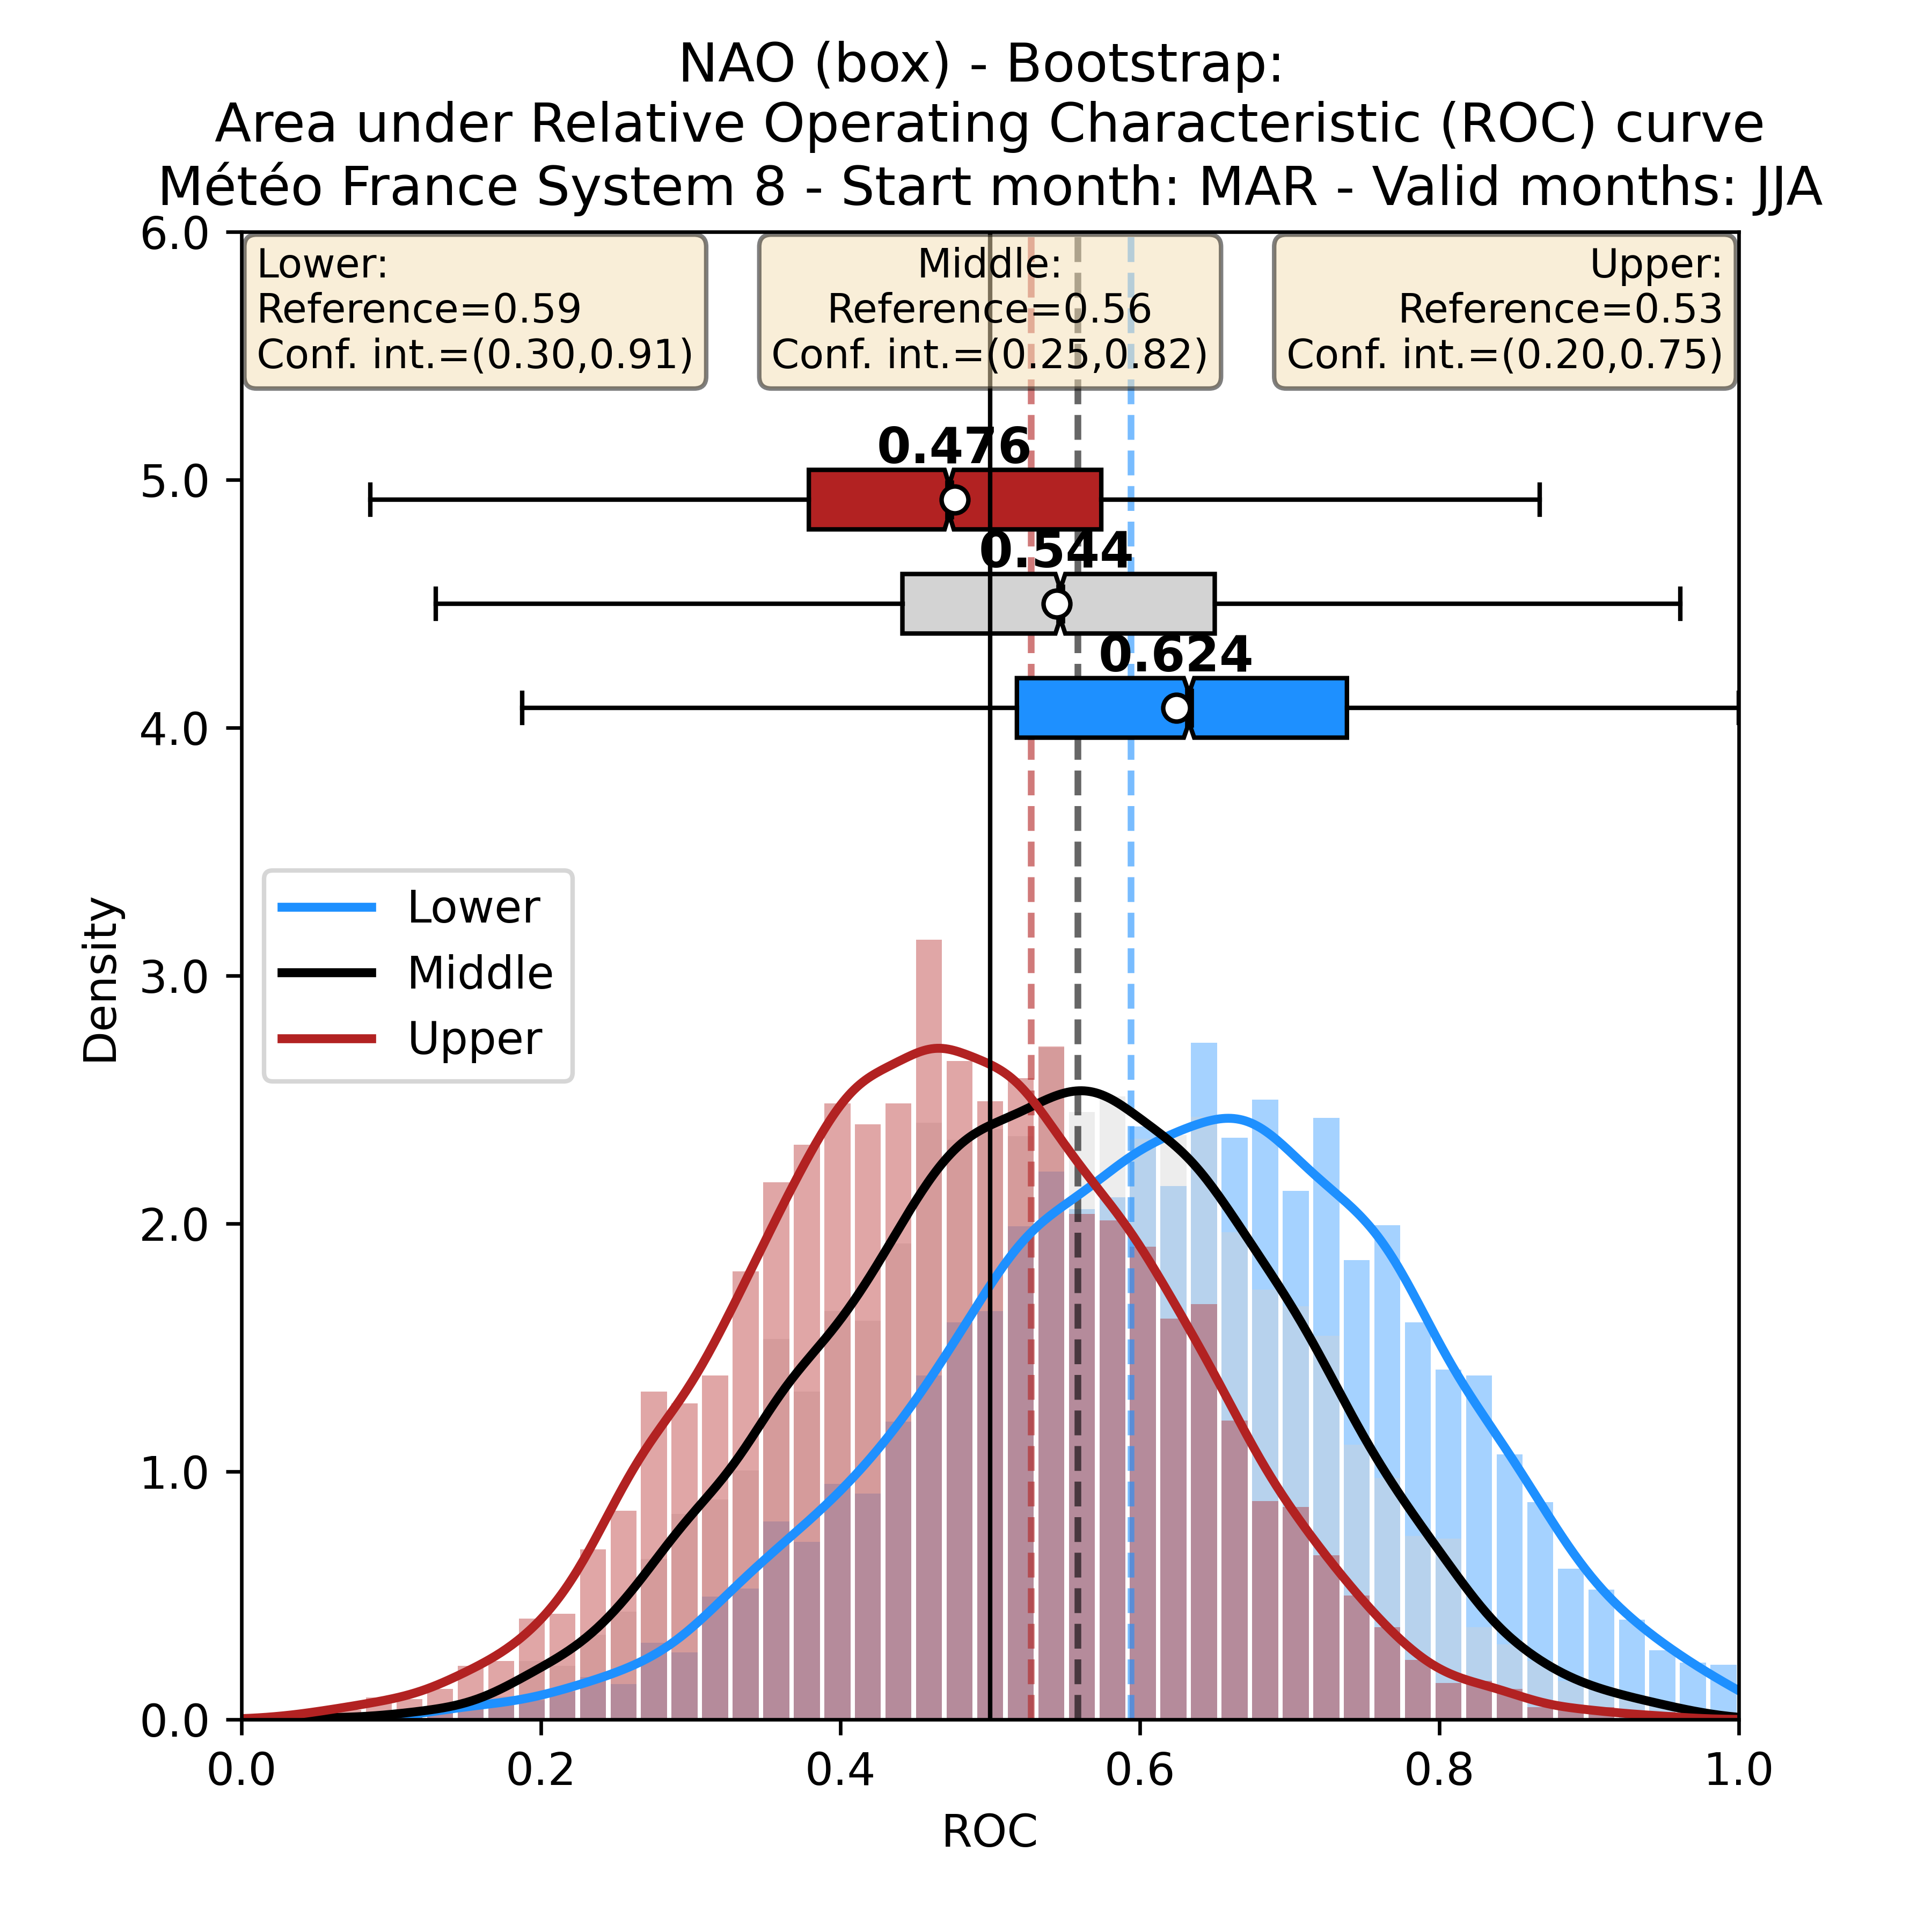 NAO (box) - Bootstrap:
Area under Relative Operating Characteristic (ROC) curve
Météo France System 8 - Start month: MAR - Valid months: JJA
Lower:
Reference=0.59
Conf. int.=(0.30,0.91)
Middle:
Reference=0.56
Conf. int.=(0.25,0.82)
Upper:
Reference=0.53
Conf. int.=(0.20,0.75)
0.476
0.544
0.624
Lower
Middle
Upper
Density
6.0
5.0
4.0
3.0
2.0
1.0
0.0
0.0 0.2 0.4 0.6 0.8 1.0
ROC